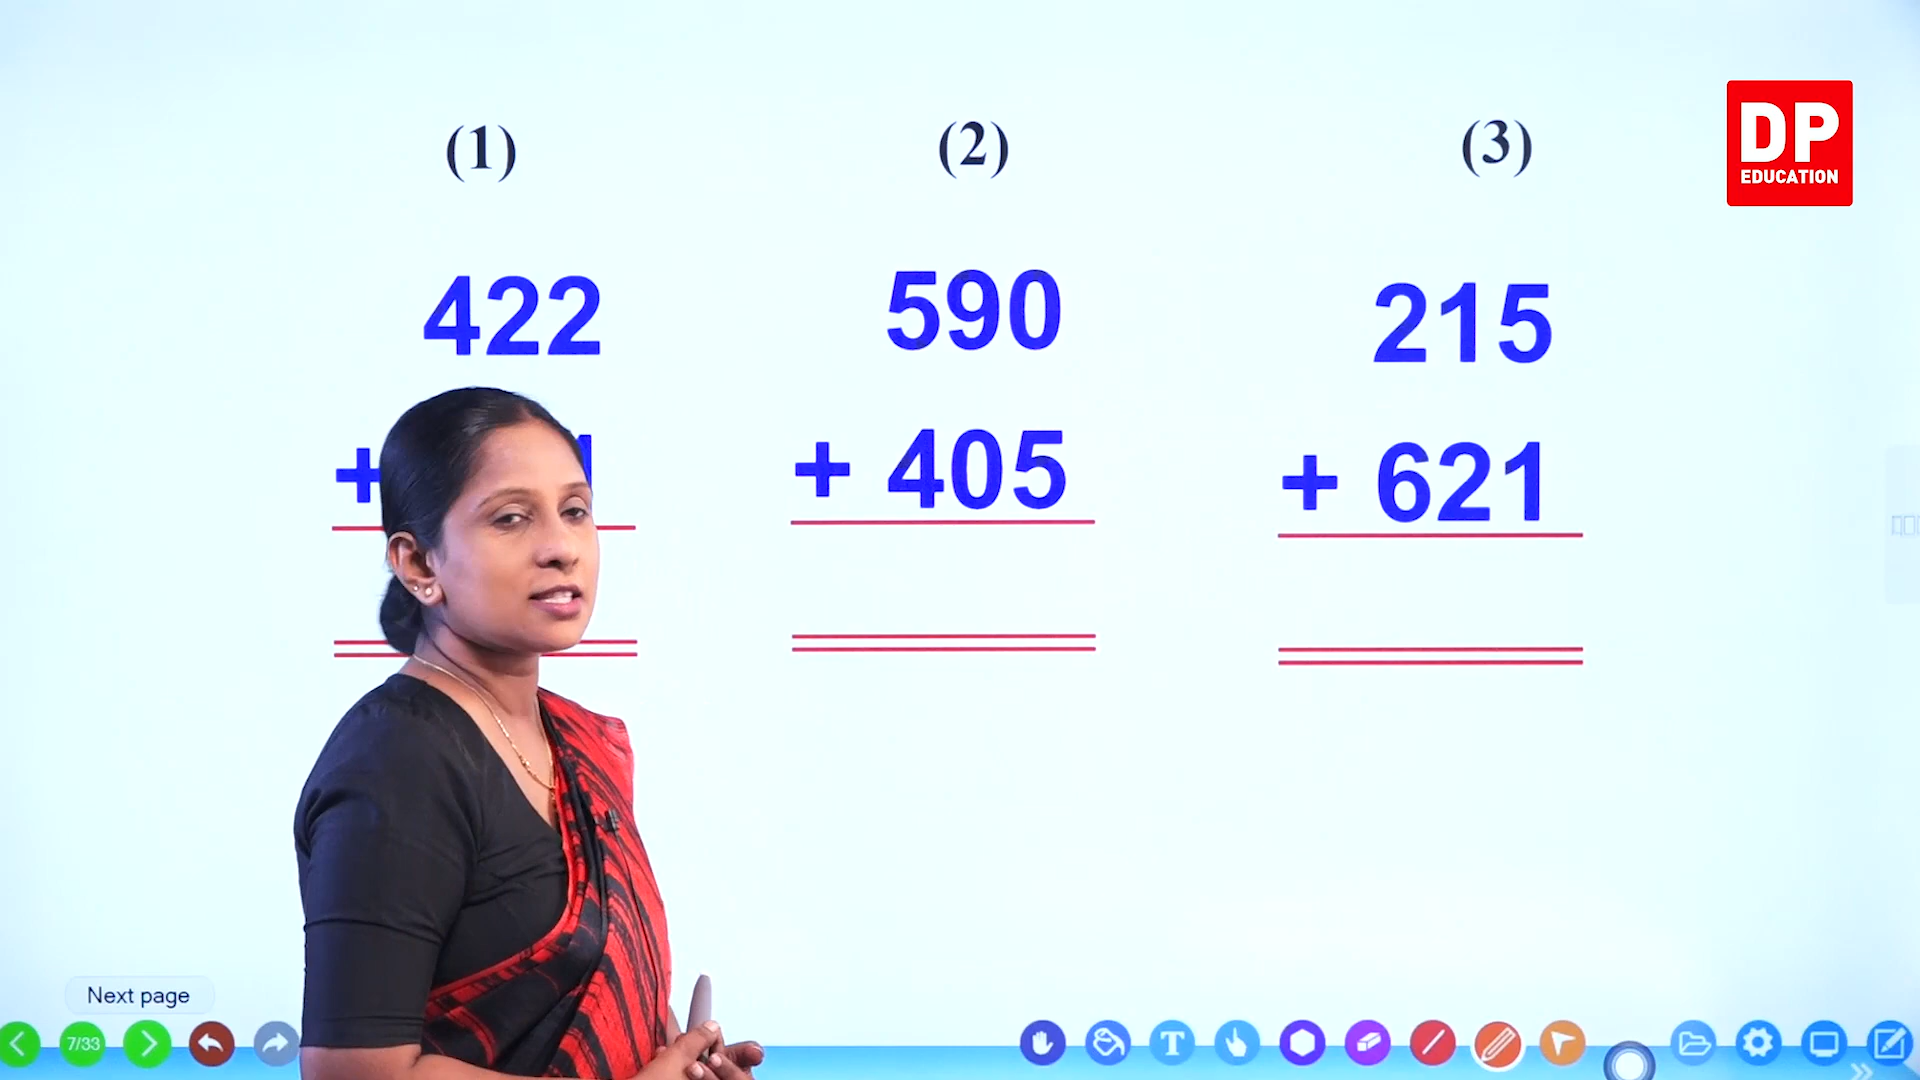 (1) (2) (3)
DP
EDUCATION
422 590 215
+ + 405 + 621
Next page
7/33
T